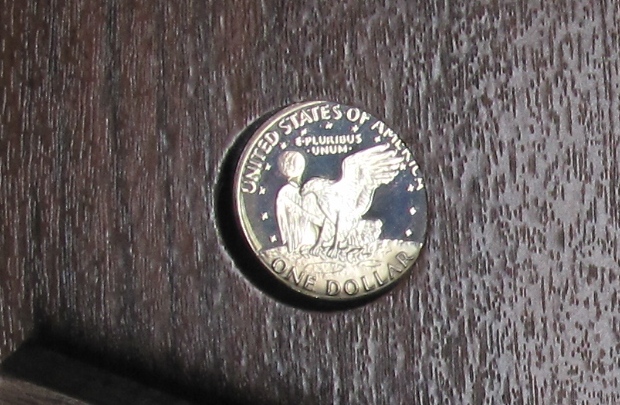 UNITED STATES OF AMERICA
E·PLURIBUS
·UNUM·
ONE DOLLAR